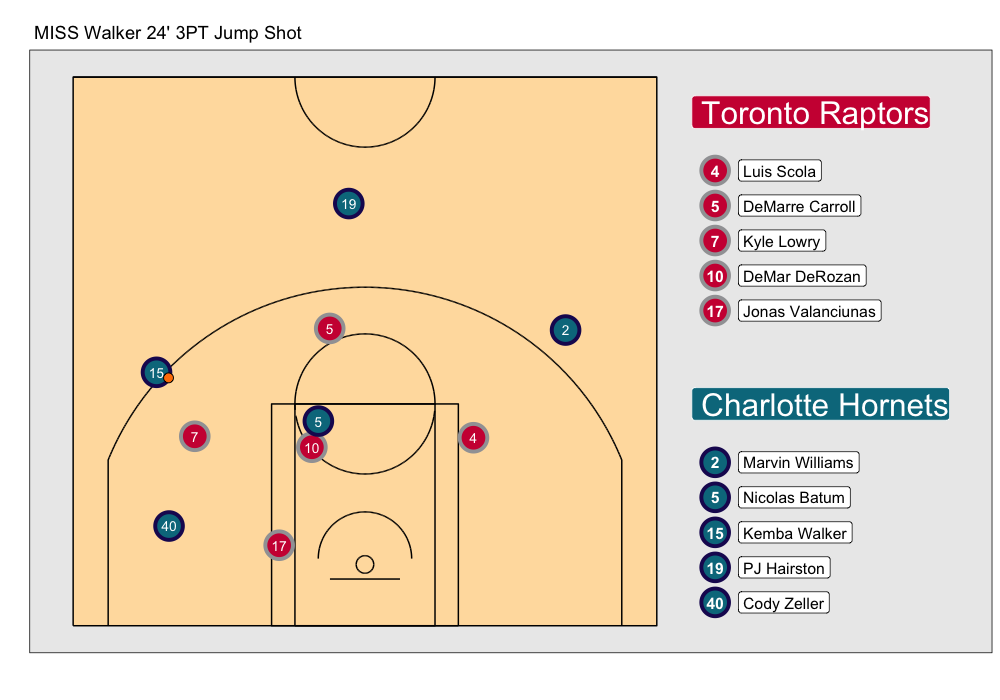 MISS Walker 24' 3PT Jump Shot
Toronto Raptors
4 Luis Scola
5 DeMarre Carroll
7 Kyle Lowry
10 DeMar DeRozan
17 Jonas Valanciunas
Charlotte Hornets
2 Marvin Williams
5 Nicolas Batum
15 Kemba Walker
19 PJ Hairston
40 Cody Zeller
19
5
2
15
5
7
10
4
40
17